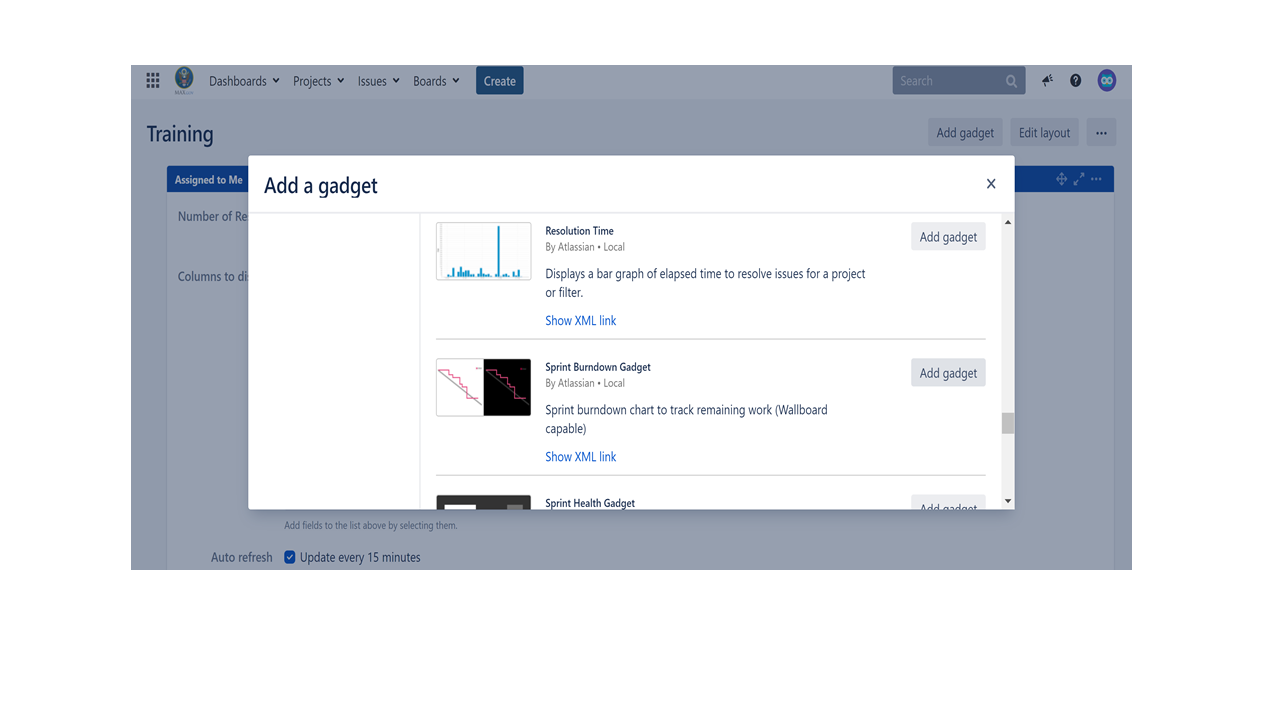 Dashboards Projects Issues Boards Create Search
Training Add gadget Edit layout
Assigned to Me
Add a gadget
Number of Re
Columns to di
Resolution Time
By Atlassian • Local
Add gadget
Displays a bar graph of elapsed time to resolve issues for a project
or filter.
Show XML link
Sprint Burndown Gadget
By Atlassian • Local
Add gadget
Sprint burndown chart to track remaining work (Wallboard
capable)
Show XML link
Sprint Health Gadget
Add gadget
Add fields to the list above by selecting them.
Auto refresh Update every 15 minutes